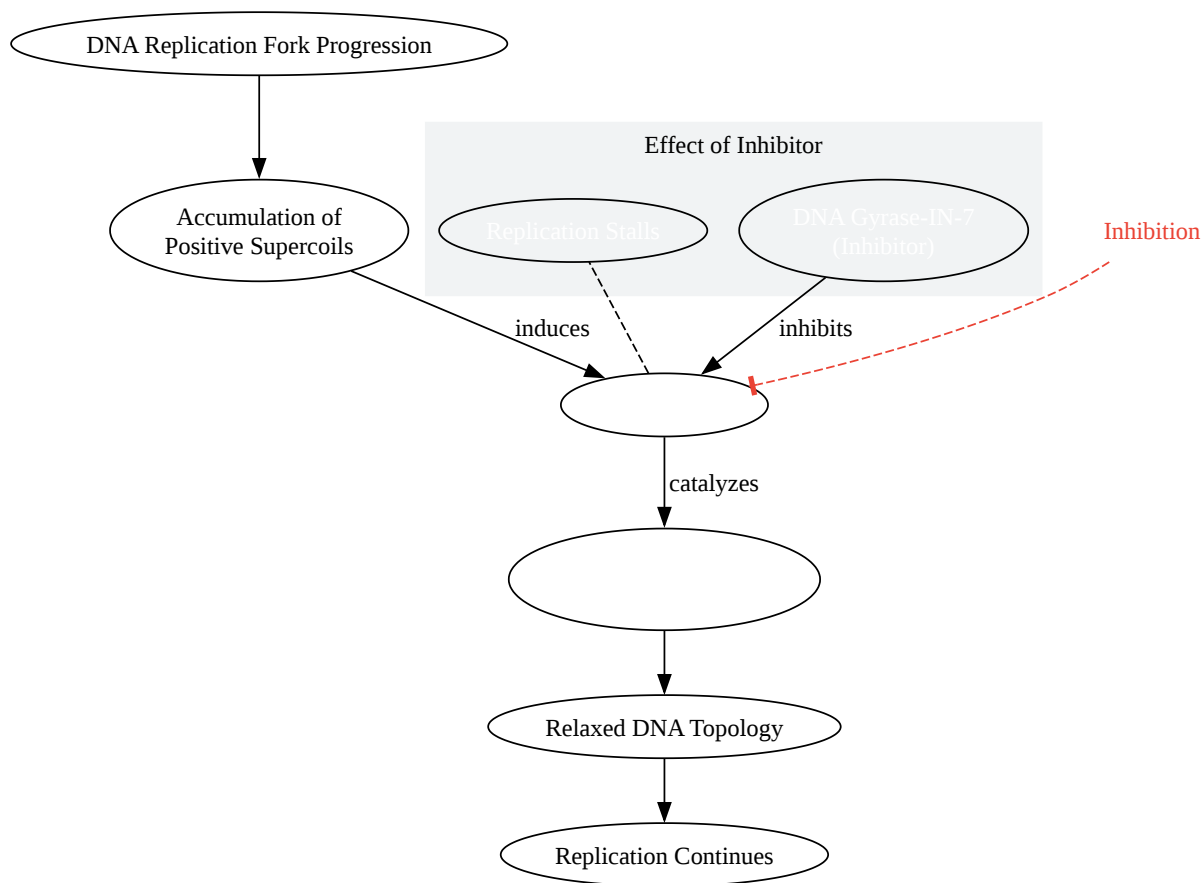 DNA Replication Fork Progression
Effect of Inhibitor
Accumulation of
Positive Supercoils
Replication Stalls
DNA Gyrase-IN-7
(Inhibitor)
Inhibition
induces
inhibits
catalyzes
Relaxed DNA Topology
Replication Continues